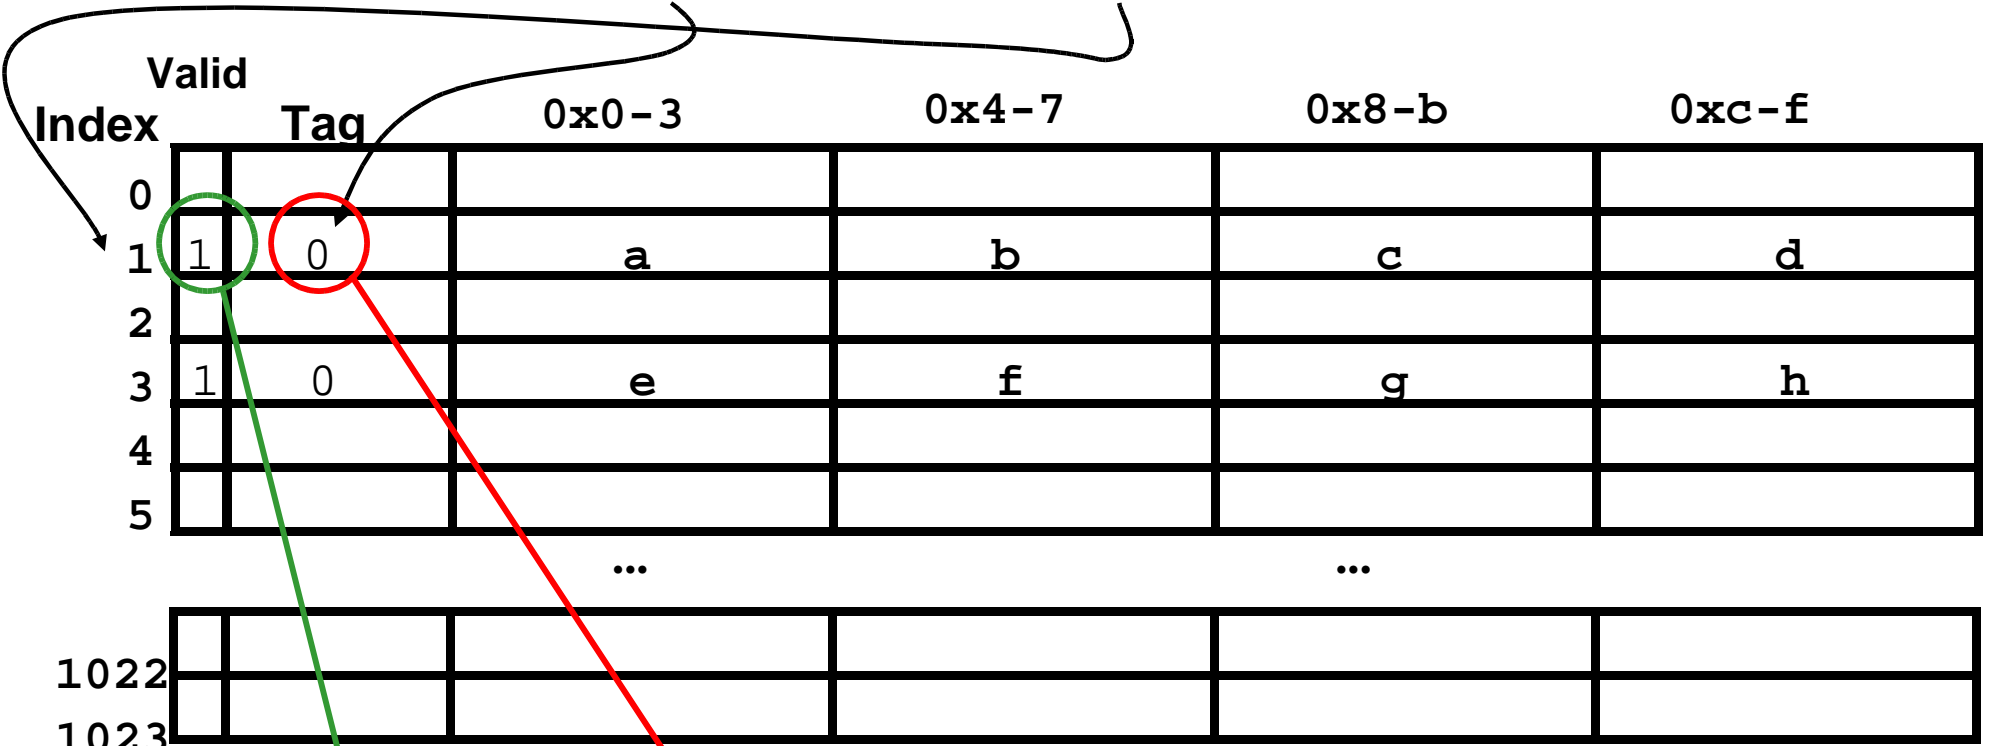 Valid
Index Tag 0x0-3 0x4-7 0x8-b 0xc-f
0
1 1 0 a b c d
2
3 1 0 e f g h
4
5
... ...
1022
1023